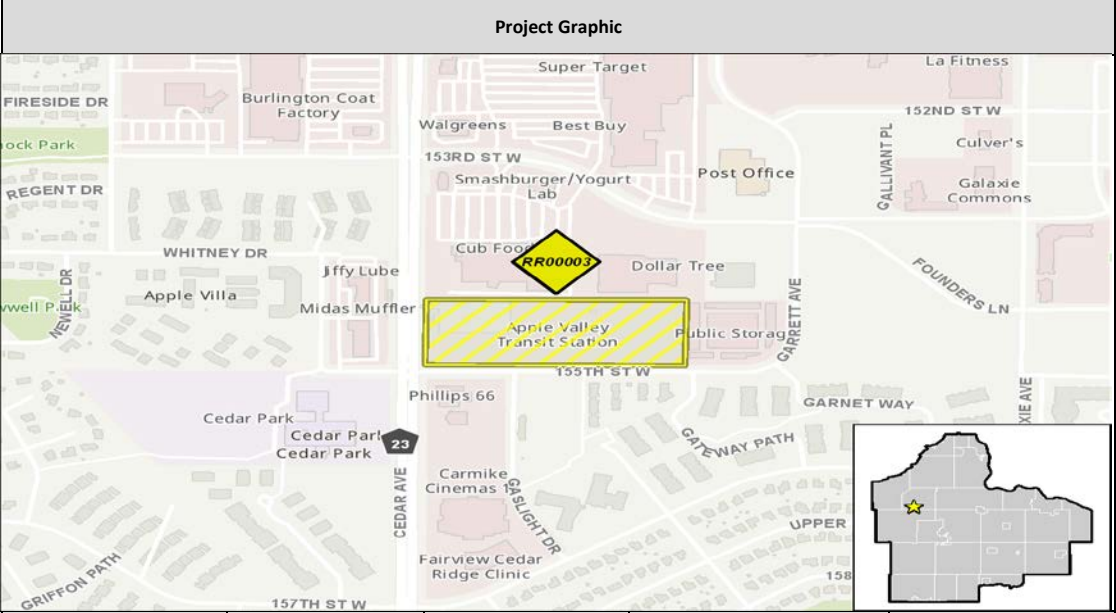 Project Graphic
Super Target
La Fitness
FIRESIDE DR
Burlington Coat
Factory
152ND ST W
Walgreens
Best Buy
Culver's
ock Park
153RD ST W
Post Office
GALLIVANT PL
REGENT DR
Smashburger/Yogurt
Lab
Galaxie
Commons
WHITNEY DR
Cub Foo
RR00003
Dollar Tree
Jiffy Lube
FOUNDERS LN
NEWELL DR
Apple Villa
well Park
Midas Muffler
Apple Valley
Transit Station
Public Storag
GARRETT AVE
155TH ST W
Phillips 66
XIE AVE
GARNET WAY
Cedar Park
Cedar Park
Cedar Park
23
GATEWAY PATH
Carmike
Cinemas 1
CEDAR AVE
GASLIGHT DR
UPPER
Fairview Cedar
Ridge Clinic
158
GRIFFON PATH
157TH ST W